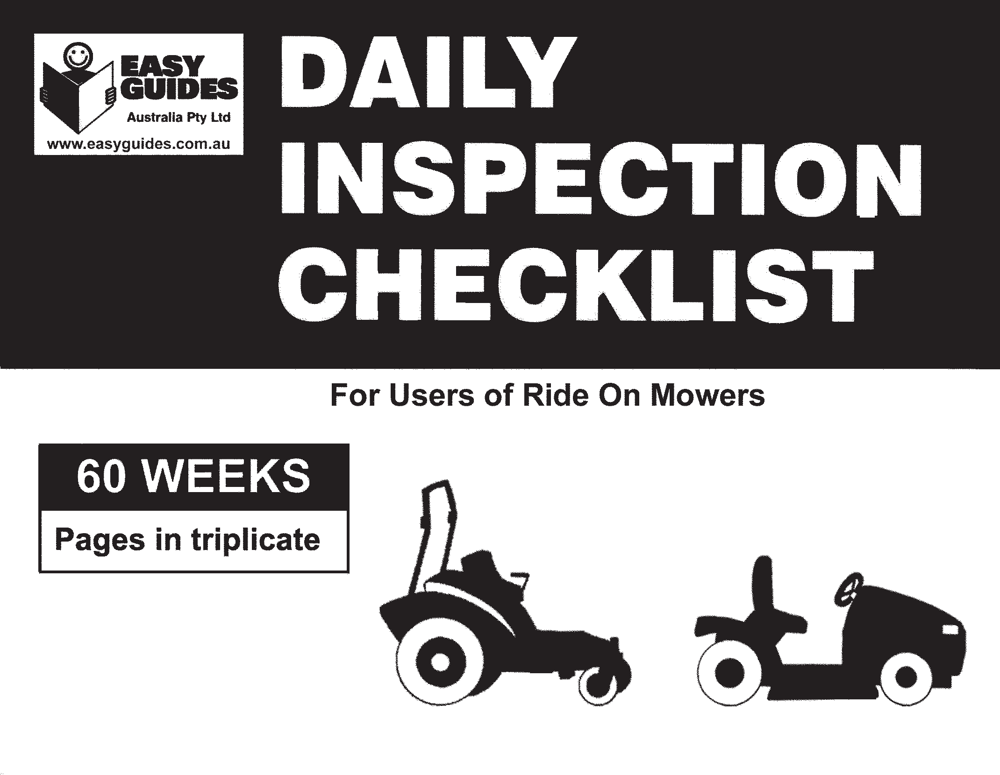 EASY
GUIDES
Australia Pty Ltd
www.easyguides.com.au
DAILY
INSPECTION
CHECKLIST
For Users of Ride On Mowers
60 WEEKS
Pages in triplicate